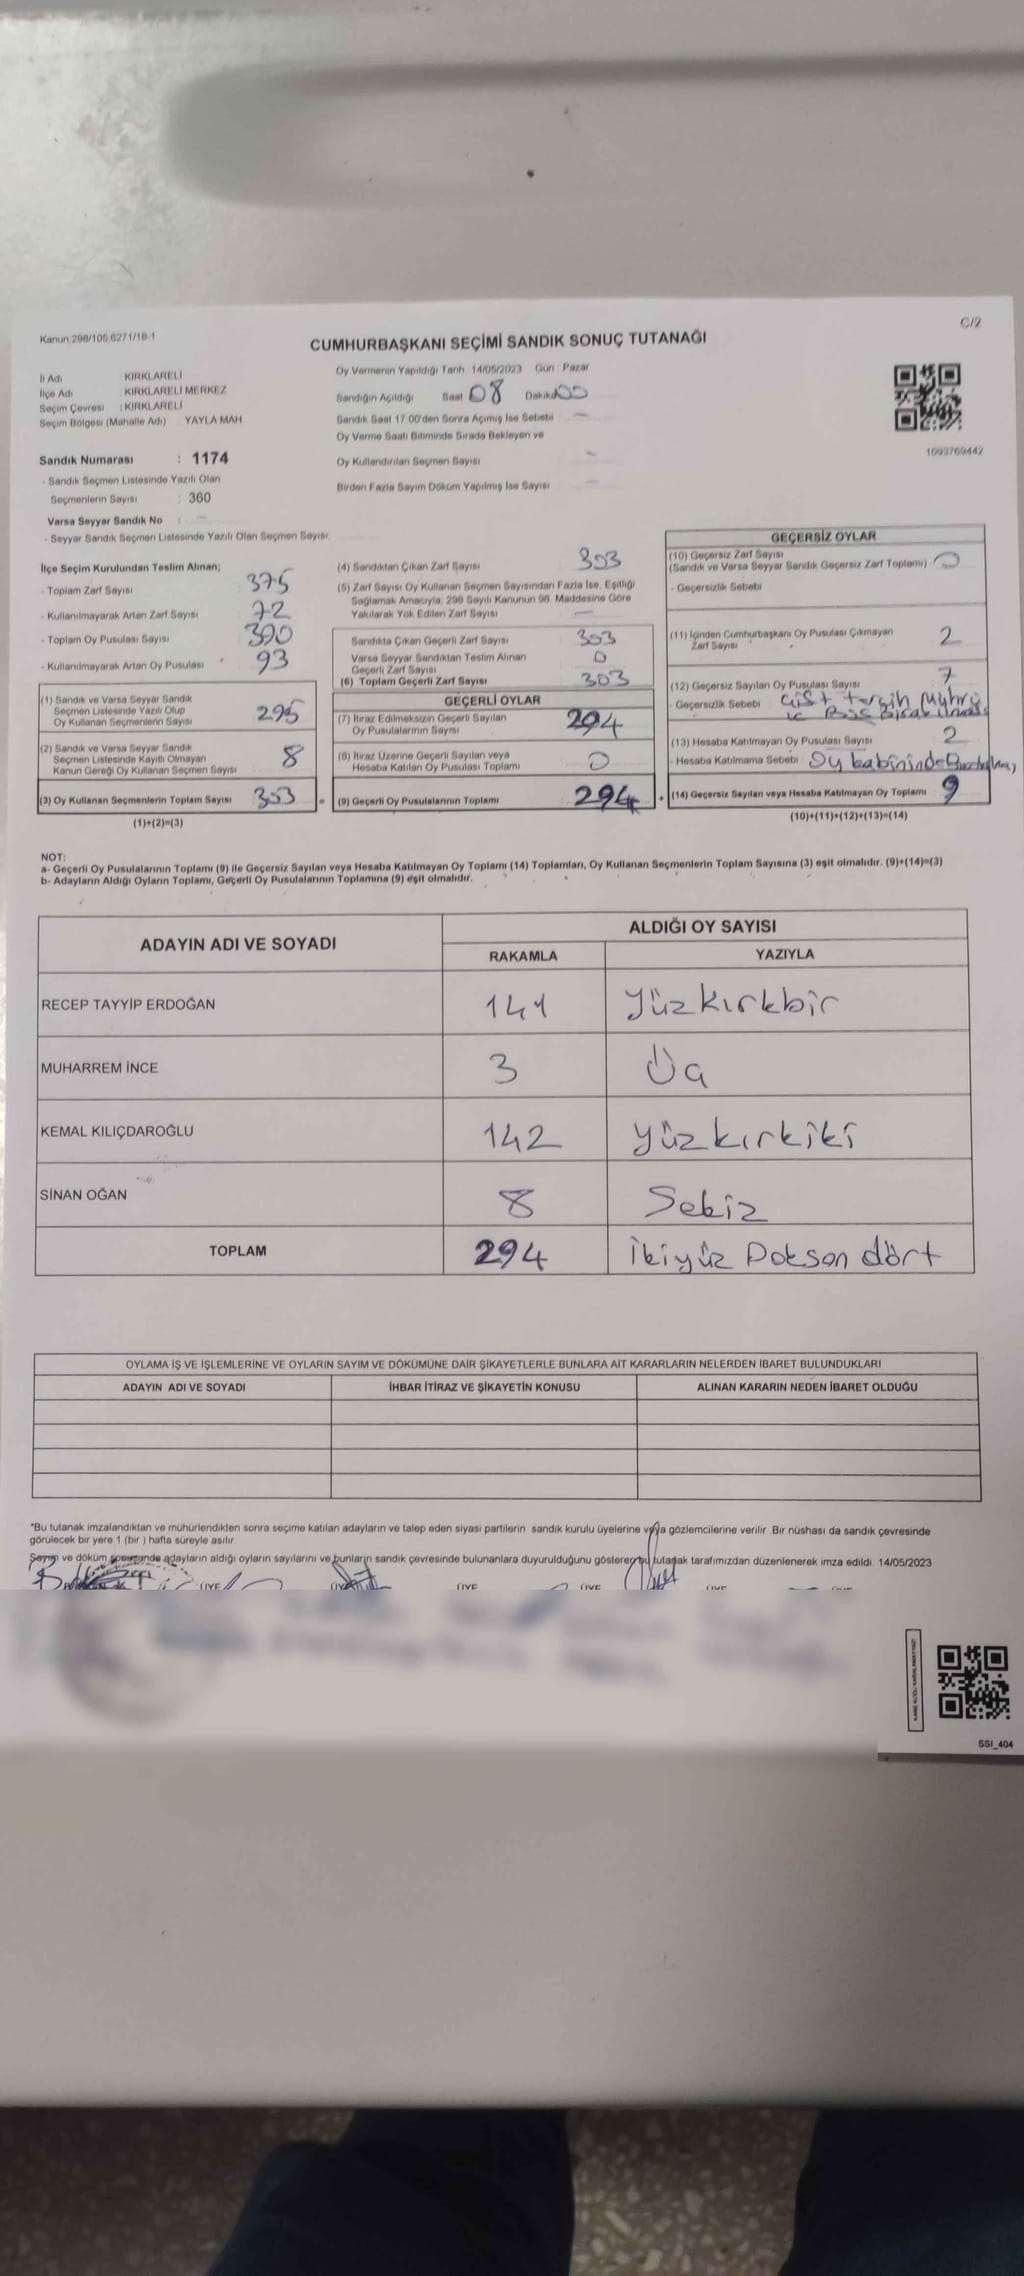 Kanun:298/105;6271/18-1
C/2
CUMHURBAŞKANI SEÇİMİ SANDIK SONUÇ TUTANAĞI
İl Adı KIRKLARELİ
İlçe Adı KIRKLARELİ MERKEZ
Seçim Çevresi : KIRKLARELİ
Seçim Bölgesi (Mahalle Adı) YAYLA MAH
Oy Vermenin Yapıldığı Tarih 14/05/2023 Gün Pazar
Sandığın Açıldığı Saat 08 Dakika 00
Sandık Saat 17.00'den Sonra Açımış İse Sebebi —
Oy Verme Saati Bitiminde Sırada Bekleyen ve
Oy Kullandırılan Seçmen Sayısı —
Birden Fazla Sayım Döküm Yapılmış İse Sayısı —
1093769442
Sandık Numarası : 1174
- Sandık Seçmen Listesinde Yazılı Olan
Seçmenlerin Sayısı : 360
Varsa Seyyar Sandık No : —
- Seyyar Sandık Seçmen Listesinde Yazılı Olan Seçmen Sayısı:
İlçe Seçim Kurulundan Teslim Alınan;
- Toplam Zarf Sayısı 375
- Kullanılmayarak Artan Zarf Sayısı 72
- Toplam Oy Pusulası Sayısı 390
- Kullanılmayarak Artan Oy Pusulası 93
(1) Sandık ve Varsa Seyyar Sandık
Seçmen Listesinde Yazılı Olup
Oy Kullanan Seçmenlerin Sayısı 295
(2) Sandık ve Varsa Seyyar Sandık
Seçmen Listesinde Kayıtlı Olmayan
Kanun Gereği Oy Kullanan Seçmen Sayısı 8
(3) Oy Kullanan Seçmenlerin Toplam Sayısı 303 =
(1)+(2)=(3)
(4) Sandıktan Çıkan Zarf Sayısı 303
(5) Zarf Sayısı Oy Kullanan Seçmen Sayısından Fazla İse, Eşitliği
Sağlamak Amacıyla, 298 Sayılı Kanunun 98. Maddesine Göre
Yakılarak Yok Edilen Zarf Sayısı —
Sandıkta Çıkan Geçerli Zarf Sayısı 303
Varsa Seyyar Sandıktan Teslim Alınan
Geçerli Zarf Sayısı 0
(6) Toplam Geçerli Zarf Sayısı 303
GEÇERLİ OYLAR
(7) İtiraz Edilmeksizin Geçerli Sayılan
Oy Pusulalarının Sayısı 294
(8) İtiraz Üzerine Geçerli Sayılan veya
Hesaba Katılan Oy Pusulası Toplamı 0
(9) Geçerli Oy Pusulalarının Toplamı 294 +
GEÇERSİZ OYLAR
(10) Geçersiz Zarf Sayısı
(Sandık ve Varsa Seyyar Sandık Geçersiz Zarf Toplamı) 0
- Geçersizlik Sebebi
(11) İçinden Cumhurbaşkanı Oy Pusulası Çıkmayan
Zarf Sayısı 2
(12) Geçersiz Sayılan Oy Pusulası Sayısı 7
- Geçersizlik Sebebi Çift tercih Mührü
(13) Hesaba Katılmayan Oy Pusulası Sayısı 2
- Hesaba Katılmama Sebebi Oy kabininde
(14) Geçersiz Sayılan veya Hesaba Katılmayan Oy Toplamı 9
(10)+(11)+(12)+(13)=(14)
NOT:
a- Geçerli Oy Pusulalarının Toplamı (9) ile Geçersiz Sayılan veya Hesaba Katılmayan Oy Toplamı (14) Toplamları, Oy Kullanan Seçmenlerin Toplam Sayısına (3) eşit olmalıdır. (9)+(14)=(3)
b- Adayların Aldığı Oyların Toplamı, Geçerli Oy Pusulalarının Toplamına (9) eşit olmalıdır.
ADAYIN ADI VE SOYADI ALDIĞI OY SAYISI
RAKAMLA YAZIYLA
RECEP TAYYİP ERDOĞAN 141 Yüzkırkbir
MUHARREM İNCE 3 Üç
KEMAL KILIÇDAROĞLU 142 Yüzkırkiki
SİNAN OĞAN 8 Sekiz
TOPLAM 294 İkiyüz Doksan dört
OYLAMA İŞ VE İŞLEMLERİNE VE OYLARIN SAYIM VE DÖKÜMÜNE DAİR ŞİKAYETLERLE BUNLARA AİT KARARLARIN NELERDEN İBARET BULUNDUKLARI
ADAYIN ADI VE SOYADI İHBAR İTİRAZ VE ŞİKAYETİN KONUSU ALINAN KARARIN NEDEN İBARET OLDUĞU
*Bu tutanak imzalandıktan ve mühürlendikten sonra seçime katılan adayların ve talep eden siyasi partilerin sandık kurulu üyelerine veya gözlemcilerine verilir. Bir nüshası da sandık çevresinde
görülecek bir yere 1 (bir ) hafta süreyle asılır.
Sayım ve döküm sonucunda adayların aldığı oyların sayılarını ve bunların sandık çevresinde bulunanlara duyurulduğunu gösteren bu tutanak tarafımızdan düzenlenerek imza edildi. 14/05/2023
ÜYE ÜYE ÜYE ÜYE
SSI_404